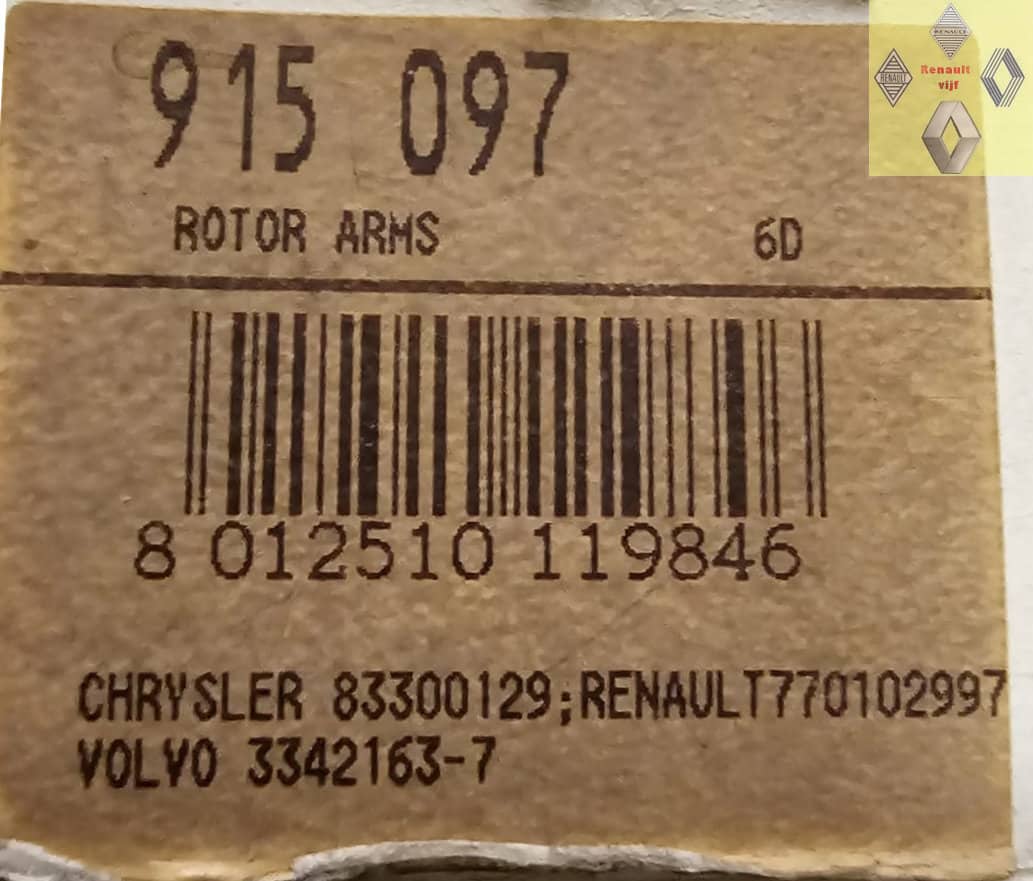 915 097
RENAULT
RENAULT
Renault
vijf
ROTOR ARMS 6D
8 012510 119846
CHRYSLER 83300129;RENAULT770102997
VOLVO 3342163-7